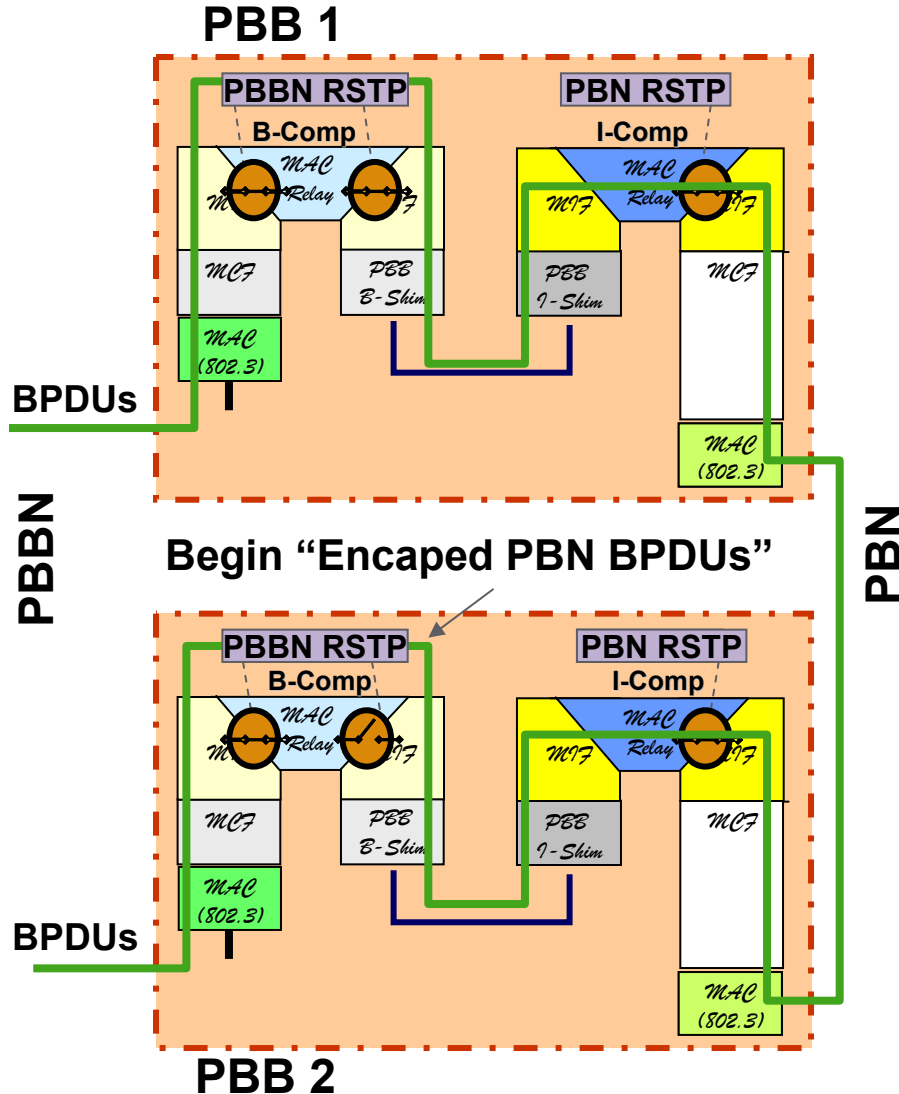 PBB 1
PBBN RSTP
PBN RSTP
B-Comp
I-Comp
MAC
Relay
MAC
Relay
MIF
MIF
MCF
PBB
B-Shim
PBB
I-Shim
MCF
MAC
(802.3)
BPDUs
MAC
(802.3)
PBBN
PBN
Begin “Encaped PBN BPDUs”
PBBN RSTP
PBN RSTP
B-Comp
I-Comp
MAC
Relay
MAC
Relay
MIF
MIF
MCF
PBB
B-Shim
PBB
I-Shim
MCF
MAC
(802.3)
BPDUs
MAC
(802.3)
PBB 2